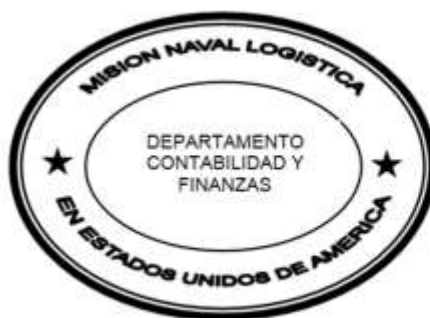 MISION NAVAL LOGISTICA
DEPARTAMENTO
CONTABILIDAD Y
FINANZAS
EN ESTADOS UNIDOS DE AMERICA